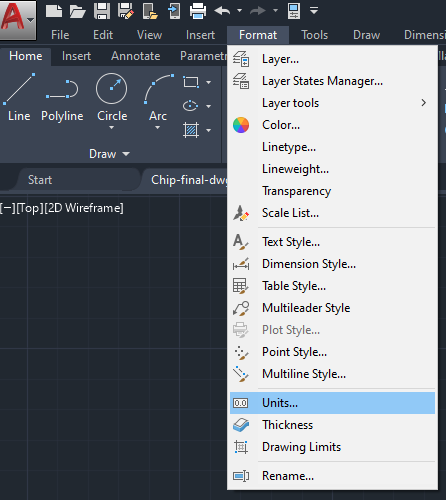 A
File Edit View Insert Format Tools Draw Dimensi
Home Insert Annotate Parametr
Line Polyline Circle Arc
Draw
Start Chip-final-dwg
[−][Top][2D Wireframe]
Layer...
Layer States Manager...
Layer tools
Color...
Linetype...
Lineweight...
Transparency
Scale List...
Text Style...
Dimension Style...
Table Style...
Multileader Style
Plot Style...
Point Style...
Multiline Style...
0.0 Units...
Thickness
Drawing Limits
Rename...